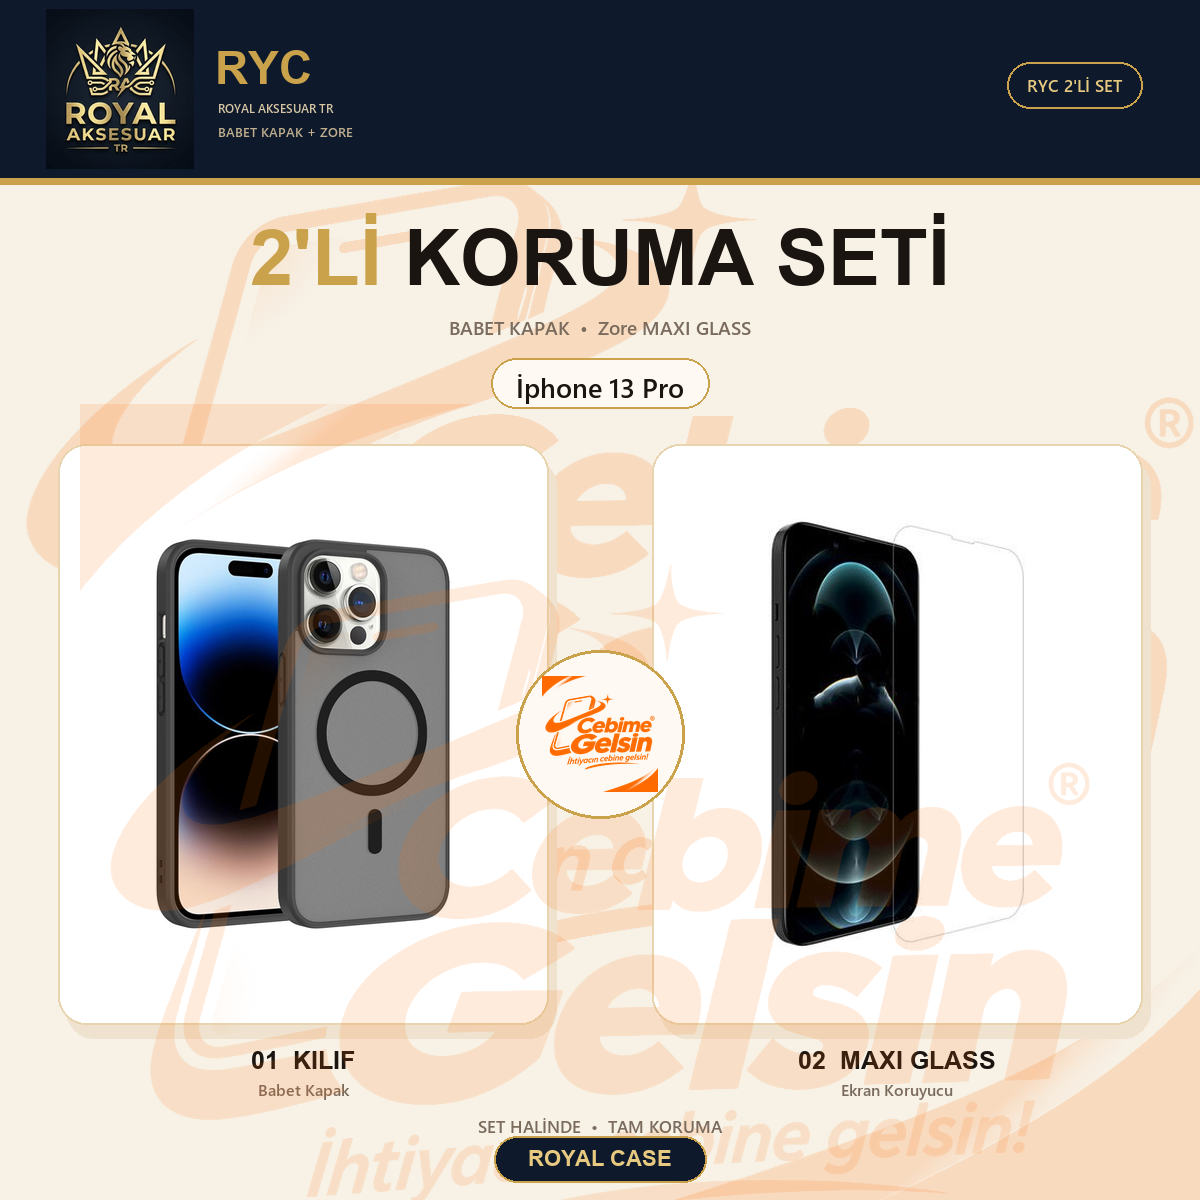 ROYAL
AKSESUAR
TR
RYC
ROYAL AKSESUAR TR
BABET KAPAK + ZORE
RYC 2'Lİ SET
2'Lİ KORUMA SETİ
BABET KAPAK • Zore MAXI GLASS
İphone 13 Pro
Cebime
Gelsin
İhtiyacın cebine gelsin!
Cebime
Gelsin
01 KILIF
Babet Kapak
02 MAXI GLASS
Ekran Koruyucu
SET HALİNDE • TAM KORUMA
ROYAL CASE